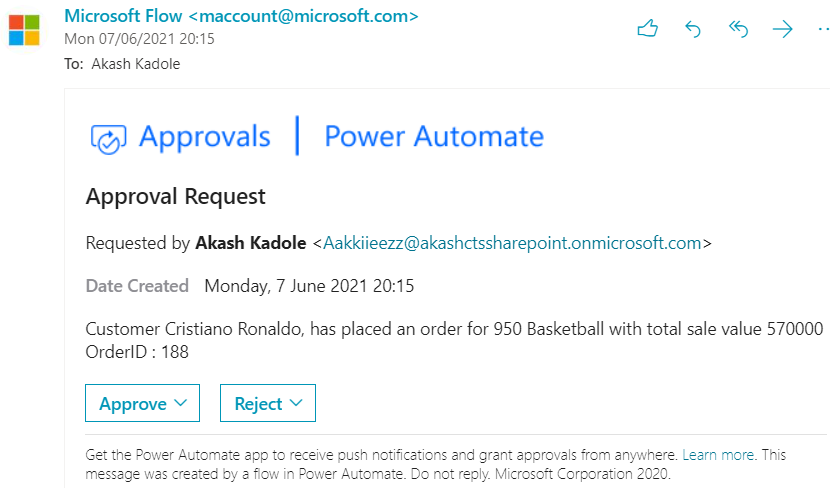 Microsoft Flow <maccount@microsoft.com>
Mon 07/06/2021 20:15
To: Akash Kadole
Approvals | Power Automate
Approval Request
Requested by Akash Kadole <Aakkiieezz@akashctssharepoint.onmicrosoft.com>
Date Created Monday, 7 June 2021 20:15
Customer Cristiano Ronaldo, has placed an order for 950 Basketball with total sale value 570000
OrderID : 188
Approve Reject
Get the Power Automate app to receive push notifications and grant approvals from anywhere. Learn more. This
message was created by a flow in Power Automate. Do not reply. Microsoft Corporation 2020.